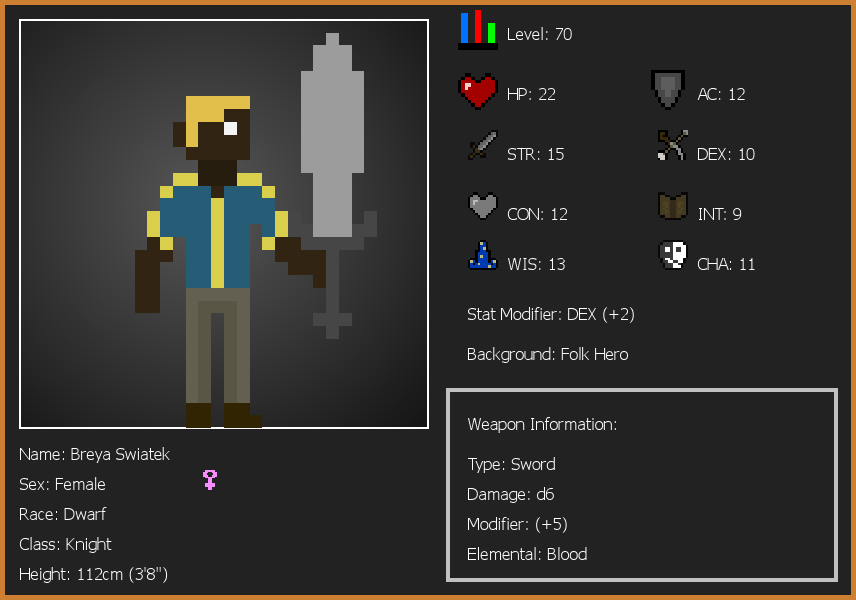 Level: 70
HP: 22
AC: 12
STR: 15
DEX: 10
CON: 12
INT: 9
WIS: 13
CHA: 11
Stat Modifier: DEX (+2)
Background: Folk Hero
Weapon Information:
Type: Sword
Damage: d6
Modifier: (+5)
Elemental: Blood
Name: Breya Swiatek
Sex: Female
Race: Dwarf
Class: Knight
Height: 112cm (3'8")